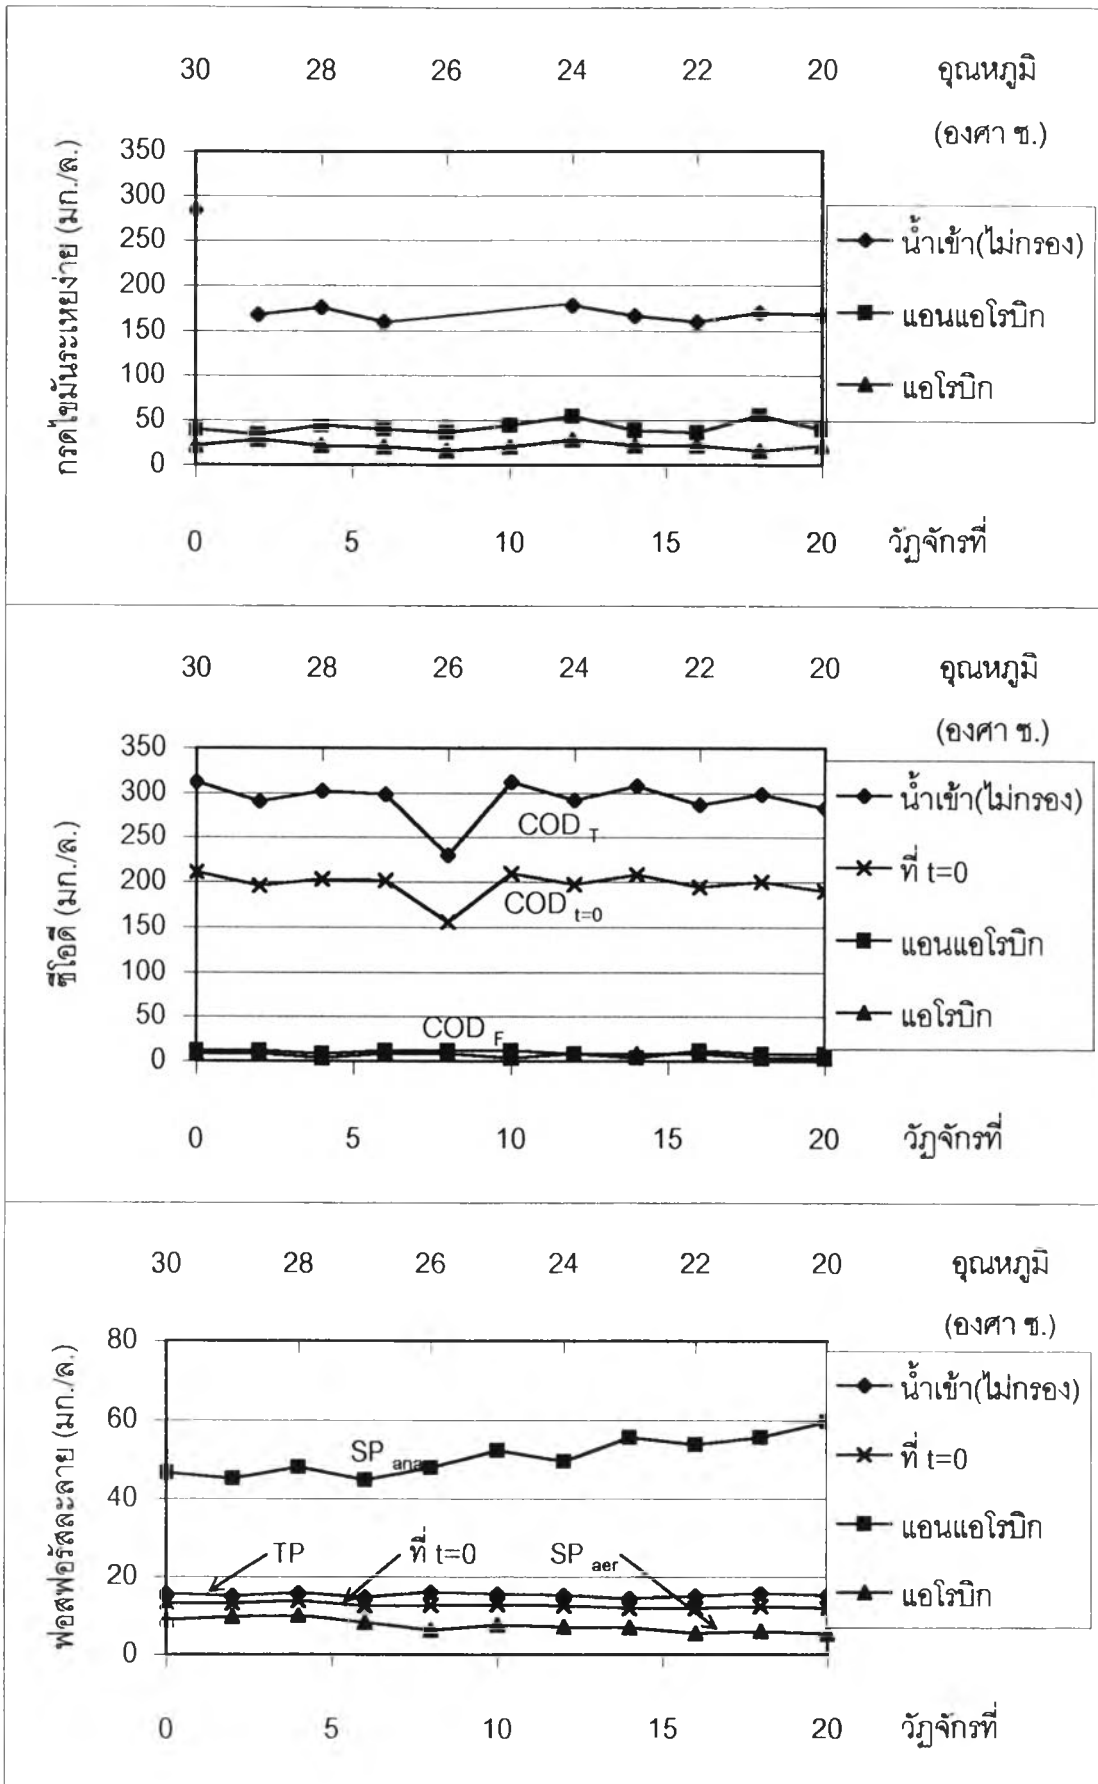 30 28 26 24 22 20 อุณหภูมิ
(องศา ซ.)
กรดไขมันระเหยง่าย (มก./ล.)
350
300
250
200
150
100
50
0
น้ำเข้า(ไม่กรอง)
แอนแอโรบิก
แอโรบิก
0 5 10 15 20 วัฏจักรที่
30 28 26 24 22 20 อุณหภูมิ
(องศา ซ.)
ซีโอดี (มก./ล.)
350
300
250
200
150
100
50
0
COD T
COD t=0
COD F
น้ำเข้า(ไม่กรอง)
ที่ t=0
แอนแอโรบิก
แอโรบิก
0 5 10 15 20 วัฏจักรที่
30 28 26 24 22 20 อุณหภูมิ
(องศา ซ.)
ฟอสฟอรัสละลาย (มก./ล.)
80
60
40
20
0
SP ana
TP
ที่ t=0
SP aer
น้ำเข้า(ไม่กรอง)
ที่ t=0
แอนแอโรบิก
แอโรบิก
0 5 10 15 20 วัฏจักรที่